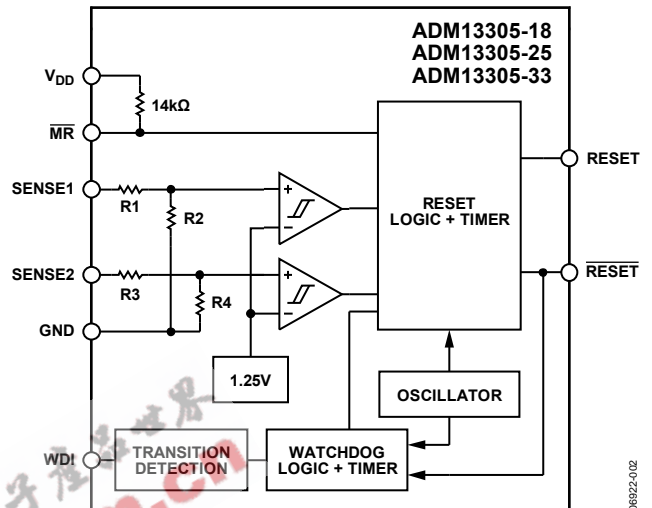 ADM13305-18
ADM13305-25
ADM13305-33
VDD
14kΩ
MR
SENSE1
R1
R2
SENSE2
R3
R4
GND
1.25V
RESET
LOGIC + TIMER
RESET
RESET
OSCILLATOR
WDI
TRANSITION
DETECTION
WATCHDOG
LOGIC + TIMER
06922-002